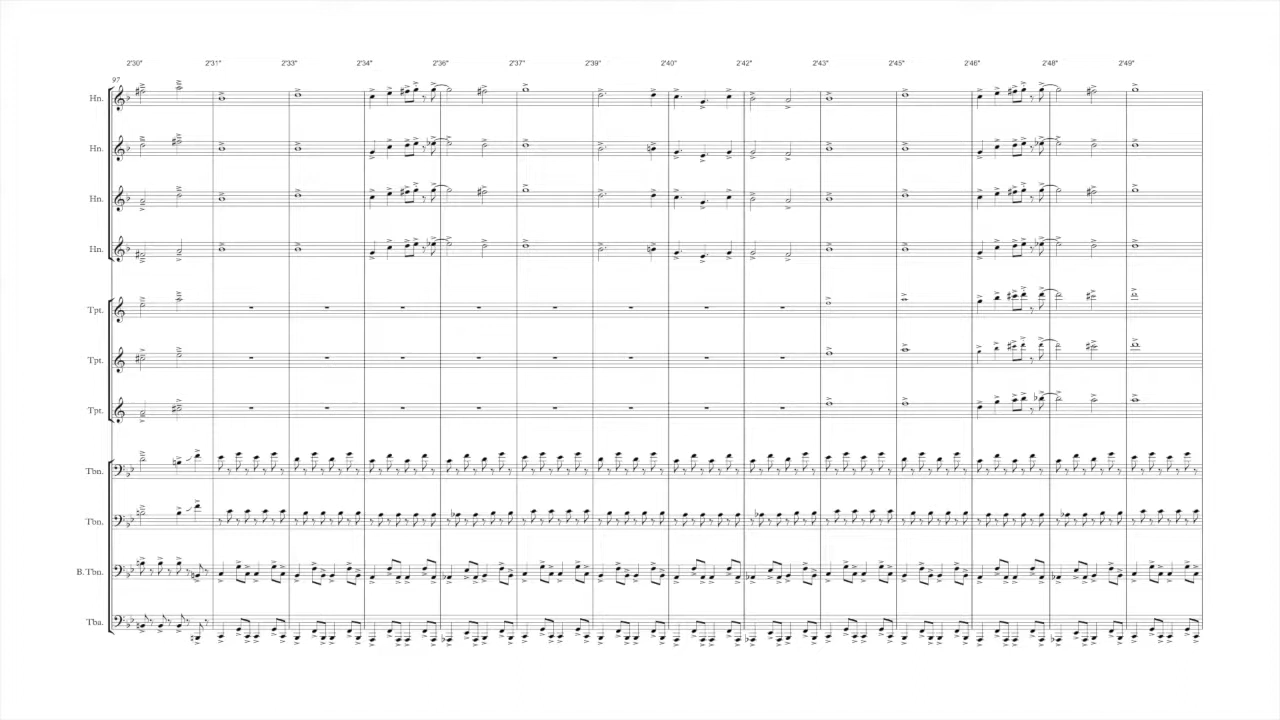 2'30" 2'31" 2'33" 2'34" 2'36" 2'37" 2'39" 2'40" 2'42" 2'43" 2'45" 2'46" 2'48" 2'49"
97
Hn.
Hn.
Hn.
Hn.
Tpt.
Tpt.
Tpt.
Tbn.
Tbn.
B. Tbn.
Tba.